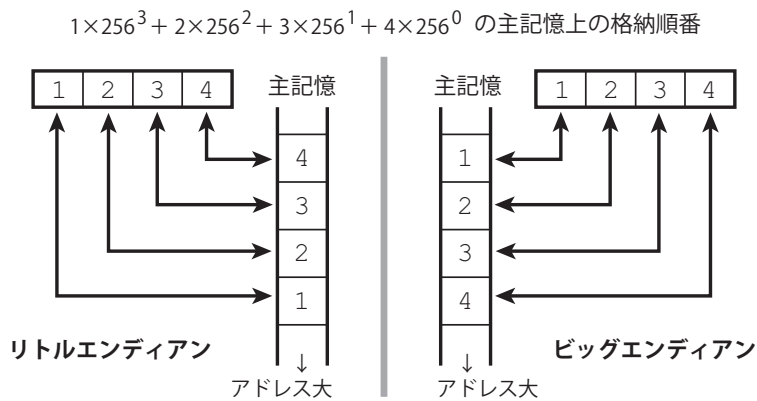 1×256³ + 2×256² + 3×256¹ + 4×256⁰ の主記憶上の格納順番
1 2 3 4
主記憶
4
3
2
1
リトルエンディアン
↓
アドレス大
主記憶
1 2 3 4
1
2
3
4
ビッグエンディアン
↓
アドレス大